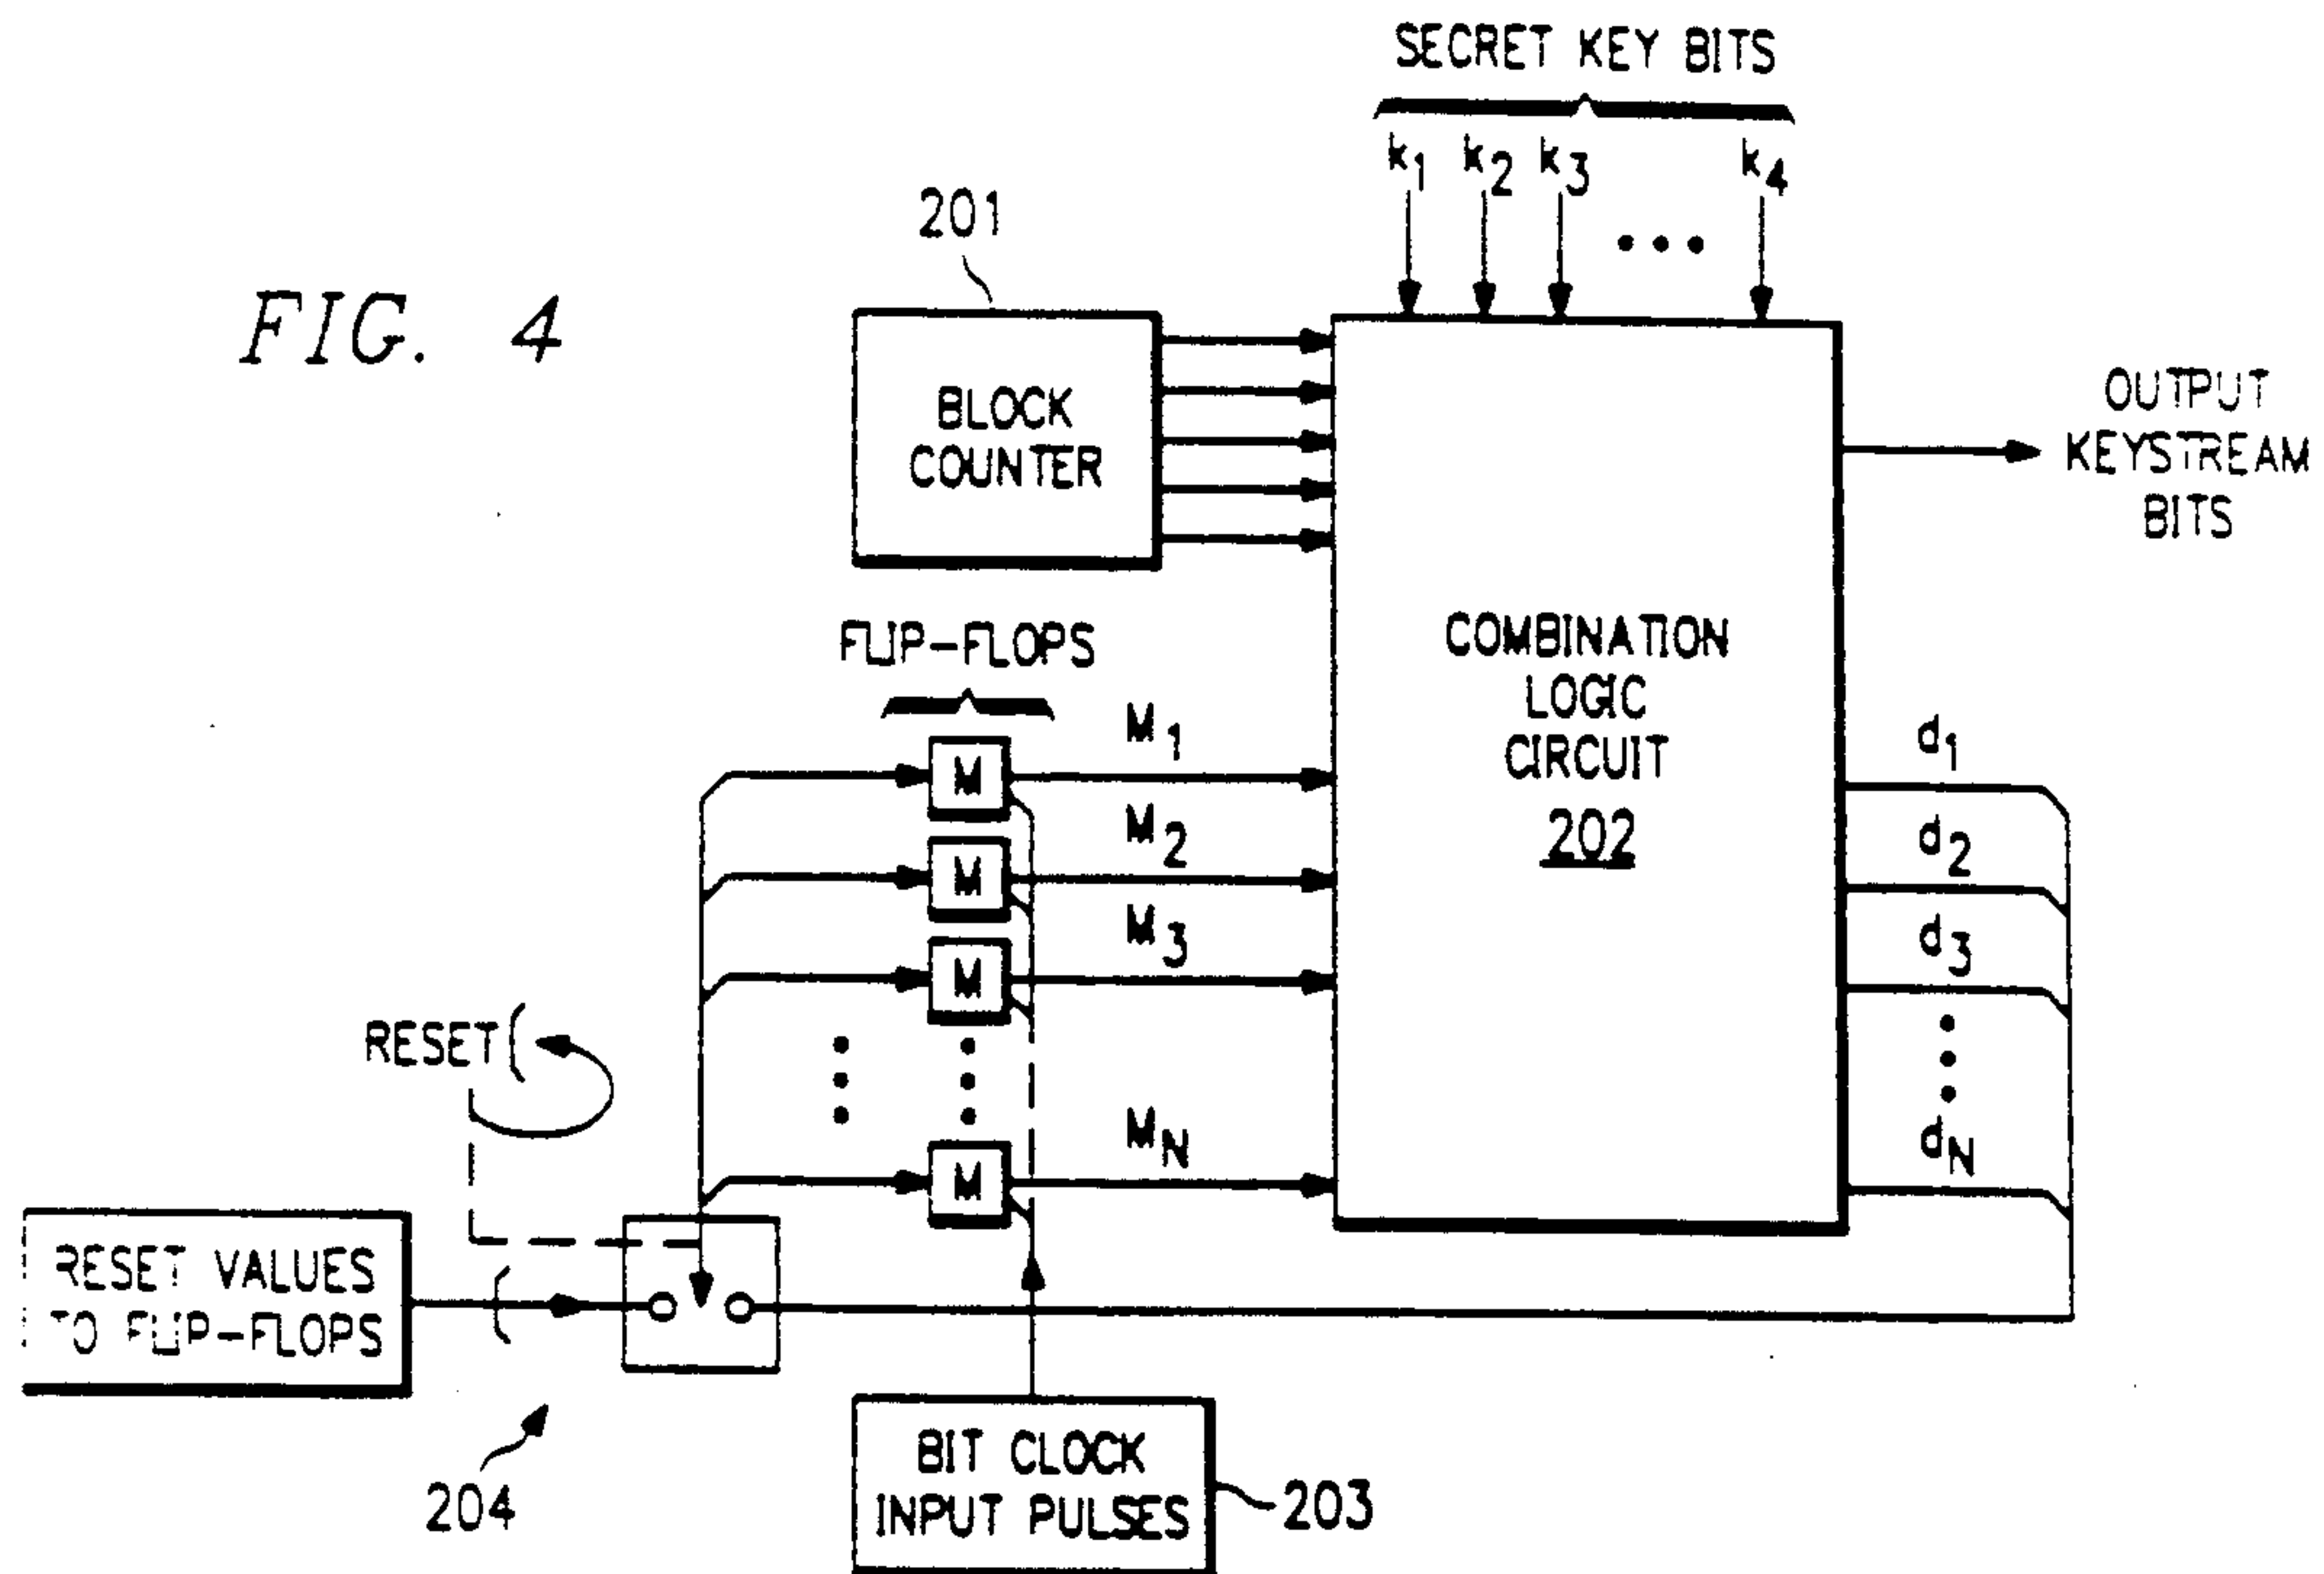 SECRET KEY BITS
k1 k2 k3 ... k4
201
FIG. 4
BLOCK
COUNTER
OUTPUT
KEYSTREAM
BITS
FLIP-FLOPS
COMBINATION
LOGIC
CIRCUIT
202
M M1
M M2
M M3
M MN
d1
d2
d3
dN
RESET
RESET VALUES
TO FLIP-FLOPS
204
BIT CLOCK
INPUT PULSES
203